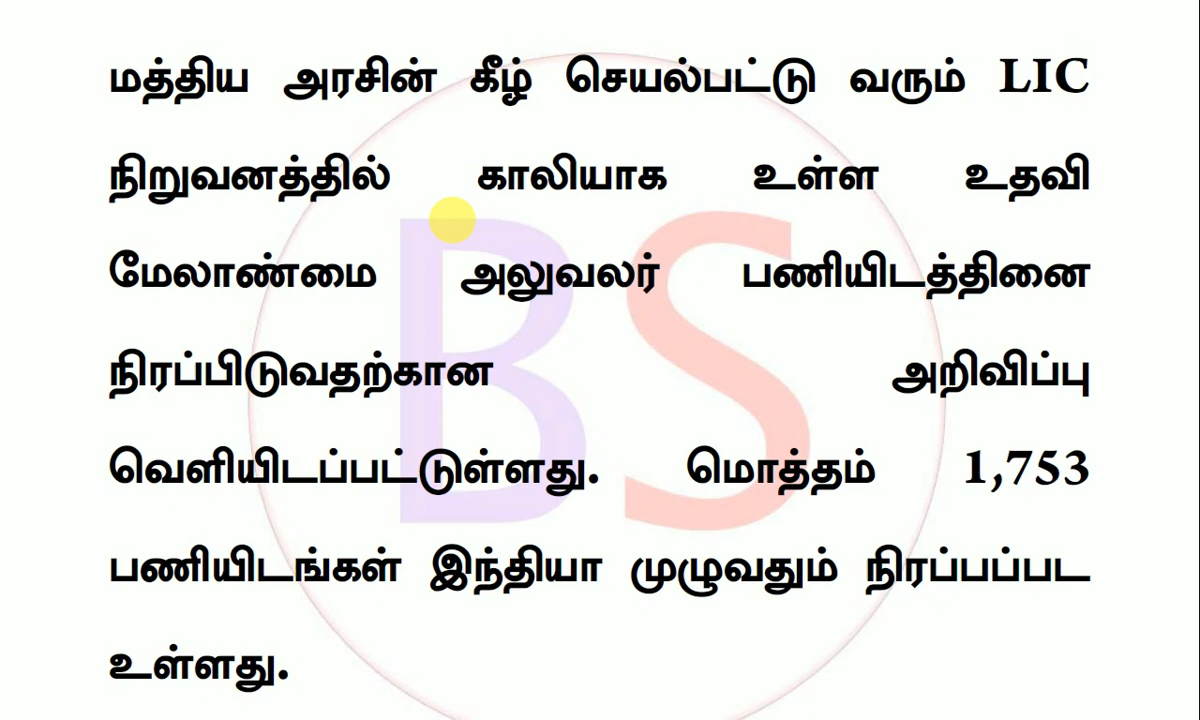 மத்திய அரசின் கீழ் செயல்பட்டு வரும் LIC
நிறுவனத்தில் காலியாக உள்ள உதவி
மேலாண்மை அலுவலர் பணியிடத்தினை
நிரப்பிடுவதற்கான அறிவிப்பு
வெளியிடப்பட்டுள்ளது. மொத்தம் 1,753
பணியிடங்கள் இந்தியா முழுவதும் நிரப்பப்பட
உள்ளது.
BS